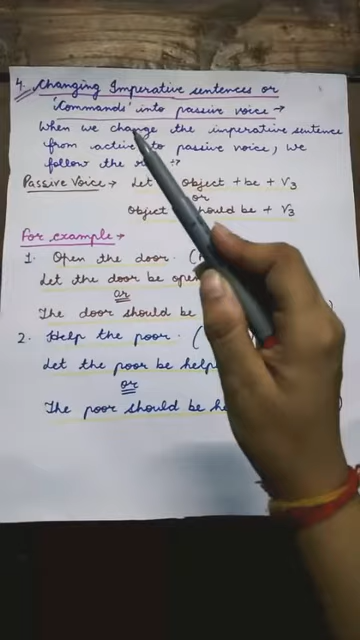 4. Changing Imperative sentences or
'Commands' into passive voice →
When we change the imperative sentence
from active to passive voice, we
follow the
Passive Voice → Let object + be + V3
or
Object should be + V3
For example →
1. Open the door. (
Let the door be open
or
The door should be
2. Help the poor. (
Let the poor be help
or
The poor should be he